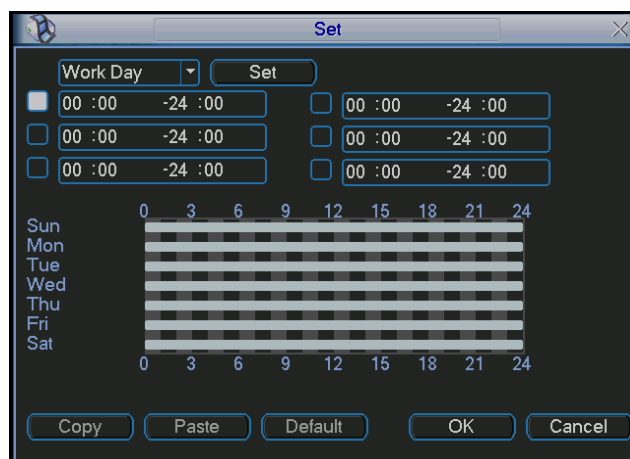 Set
Work Day Set
00 :00 -24 :00 00 :00 -24 :00
00 :00 -24 :00 00 :00 -24 :00
00 :00 -24 :00 00 :00 -24 :00
0 3 6 9 12 15 18 21 24
Sun
Mon
Tue
Wed
Thu
Fri
Sat
0 3 6 9 12 15 18 21 24
Copy Paste Default OK Cancel